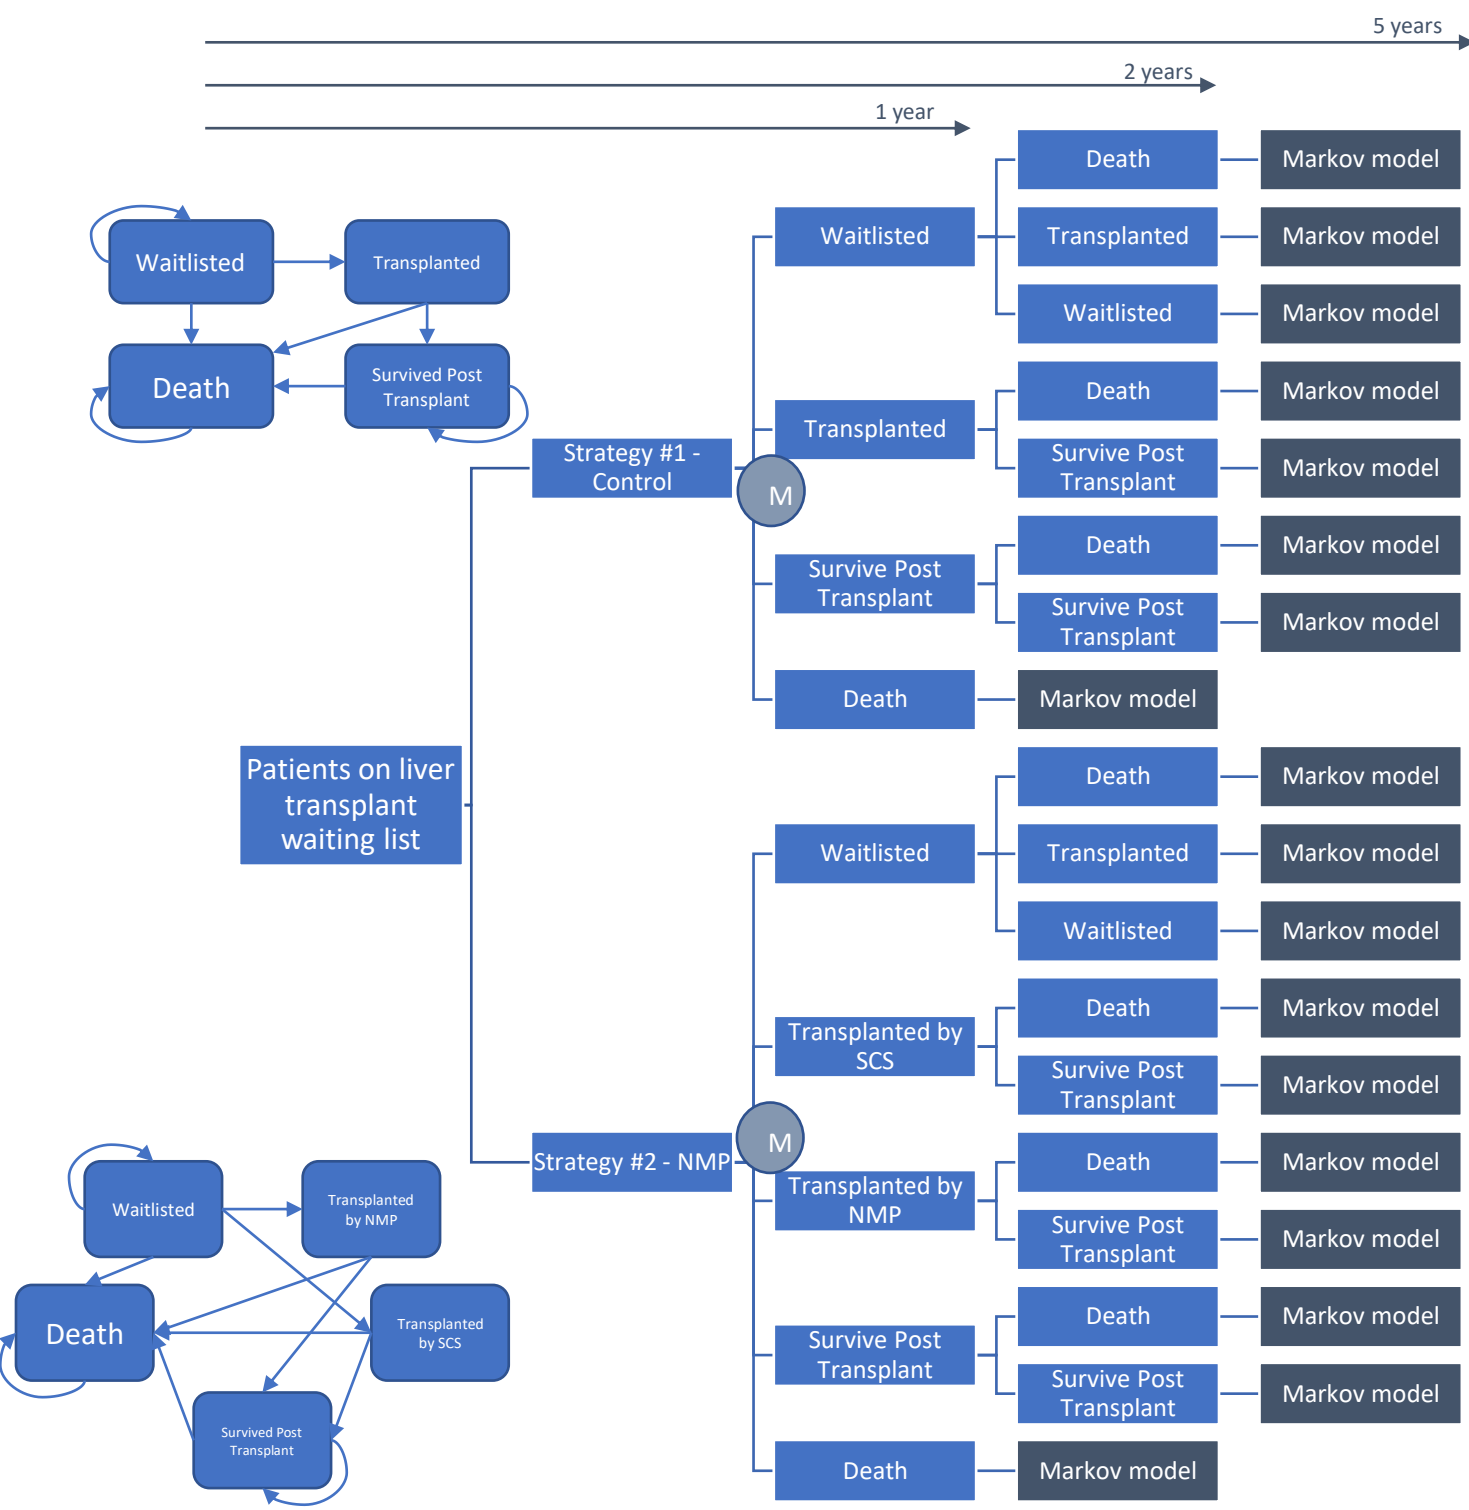 5 years
2 years
1 year
Waitlisted
Transplanted
Death
Survived Post
Transplant
Patients on liver
transplant
waiting list
Strategy #1 -
Control
M
Waitlisted
Death
Markov model
Transplanted
Markov model
Waitlisted
Markov model
Transplanted
Death
Markov model
Survive Post
Transplant
Markov model
Survive Post
Transplant
Death
Markov model
Survive Post
Transplant
Markov model
Death
Markov model
Strategy #2 - NMP
M
Waitlisted
Death
Markov model
Transplanted
Markov model
Waitlisted
Markov model
Transplanted by
SCS
Death
Markov model
Survive Post
Transplant
Markov model
Transplanted by
NMP
Death
Markov model
Survive Post
Transplant
Markov model
Survive Post
Transplant
Death
Markov model
Survive Post
Transplant
Markov model
Death
Markov model
Waitlisted
Transplanted
by NMP
Death
Transplanted
by SCS
Survived Post
Transplant